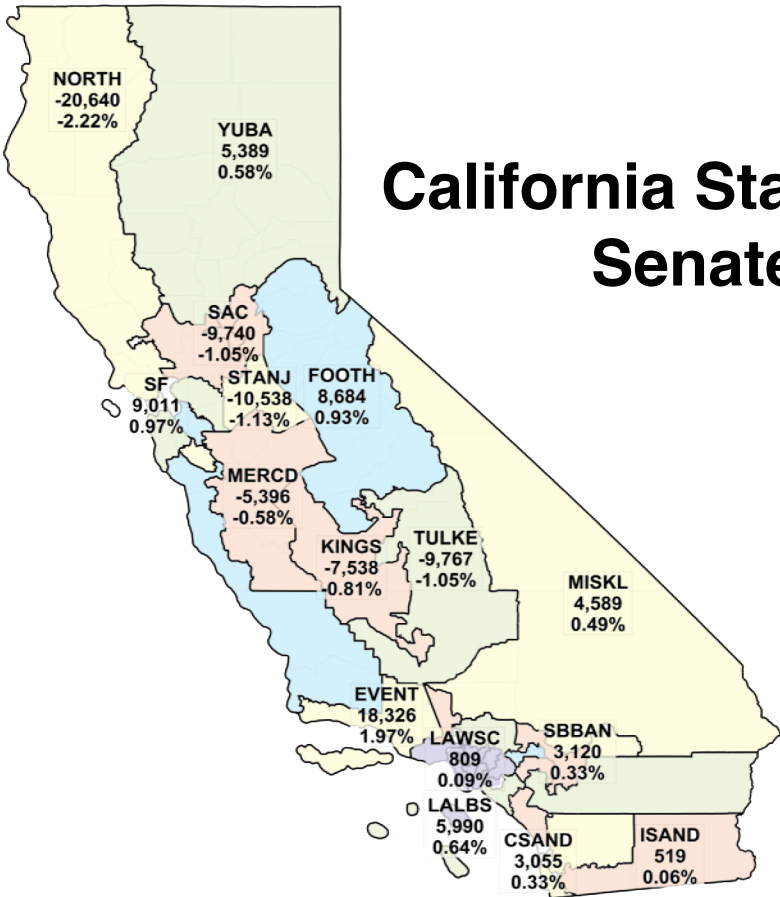 NORTH
-20,640
-2.22%
YUBA
5,389
0.58%
California Sta
Senate
SAC
-9,740
-1.05%
SF
9,011
0.97%
STANJ
-10,538
-1.13%
FOOTH
8,684
0.93%
MERCD
-5,396
-0.58%
KINGS
-7,538
-0.81%
TULKE
-9,767
-1.05%
MISKL
4,589
0.49%
EVENT
18,326
1.97%
LAWSC
809
0.09%
SBBAN
3,120
0.33%
LALBS
5,990
0.64%
CSAND
3,055
0.33%
ISAND
519
0.06%